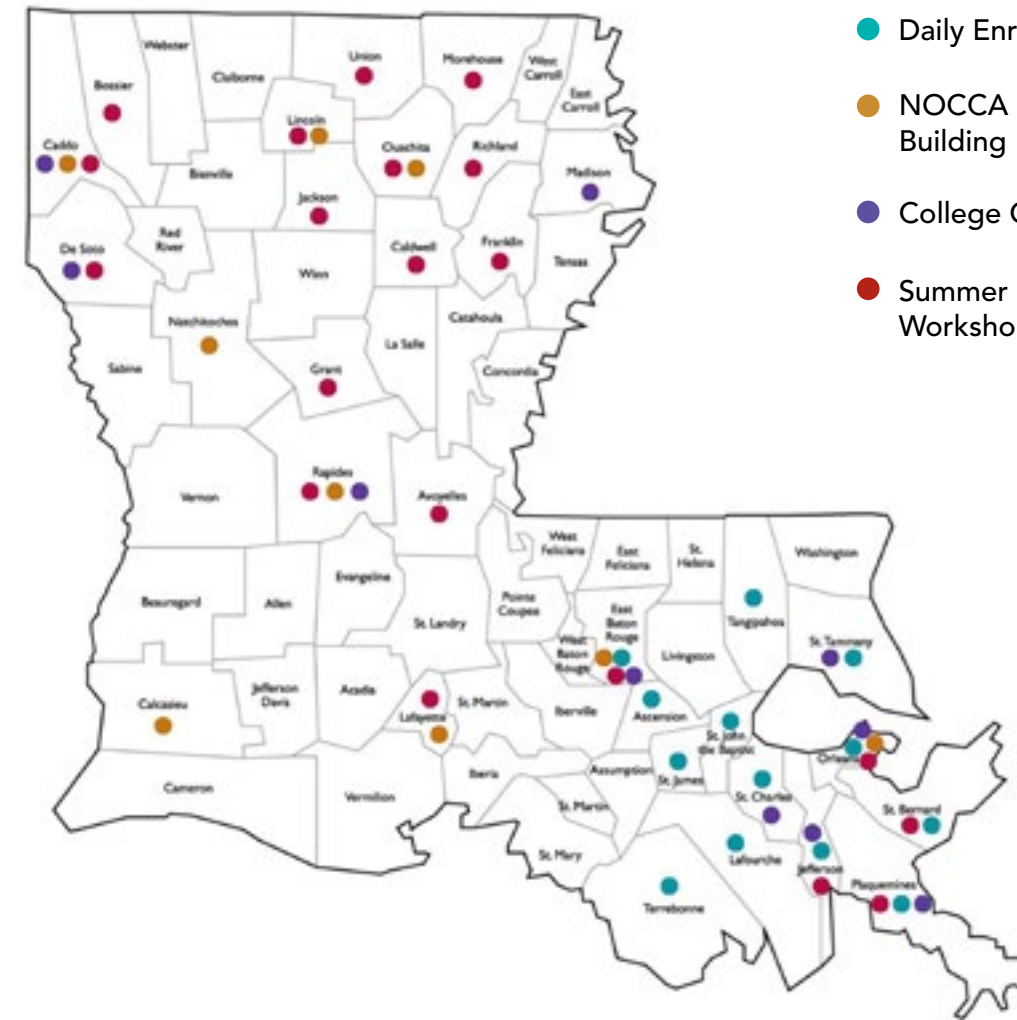 Daily Enr
NOCCA
Building
College
Summer
Worksho
Webster
Union
Morehouse
West
Carroll
Claiborne
East
Carroll
Bossier
Lincoln
Caddo
Ouachita
Richland
Bienville
Madison
Jackson
Red
River
De Soto
Caldwell
Franklin
Winn
Tensas
Catahoula
Natchitoches
La Salle
Sabine
Grant
Concordia
Rapides
Vernon
Avoyelles
West
Feliciana
East
Feliciana
St.
Helena
Washington
Evangeline
Beauregard
Allen
Pointe
Coupee
St. Landry
East
Baton
Rouge
Tangipahoa
St. Tammany
West
Baton
Rouge
Livingston
Jefferson
Davis
Acadia
St. Martin
Calcasieu
Lafayette
Iberville
Ascension
St. John
the Baptist
Orleans
Assumption
St. James
Iberia
Cameron
Vermilion
St. Charles
St. Martin
St. Bernard
St. Mary
Lafourche
Jefferson
Plaquemines
Terrebonne